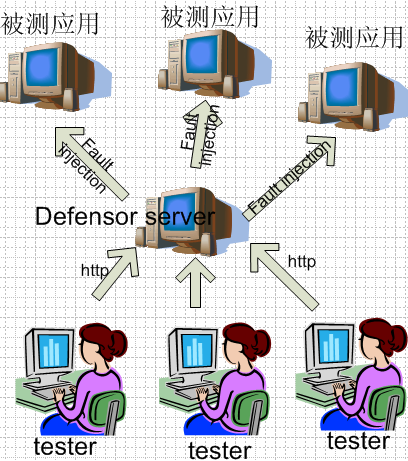 被测应用
被测应用
被测应用
Fault
injection
Fault
injection
Fault injection
Defensor server
http
http
tester
tester
tester